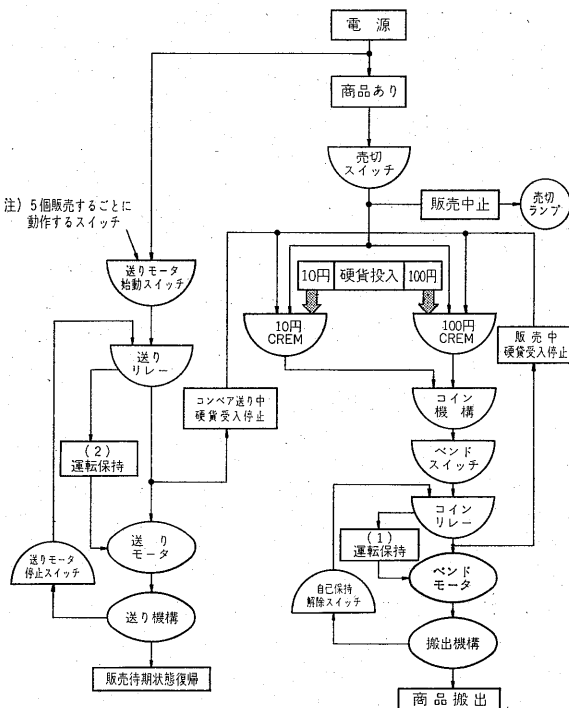 電源
商品あり
売切
スイッチ
販売中止
売切
ランプ
注) 5個販売するごとに
動作するスイッチ
送りモータ
始動スイッチ
10円
硬貨投入
100円
10円
CREM
100円
CREM
販売中
硬貨受入停止
送り
リレー
コンベア送り中
硬貨受入停止
コイン
機構
ベンド
スイッチ
(2)
運転保持
コイン
リレー
(1)
運転保持
送り
モータ
送りモータ
停止スイッチ
自己保持
解除スイッチ
ベンド
モータ
送り機構
搬出機構
販売待期状態復帰
商品搬出